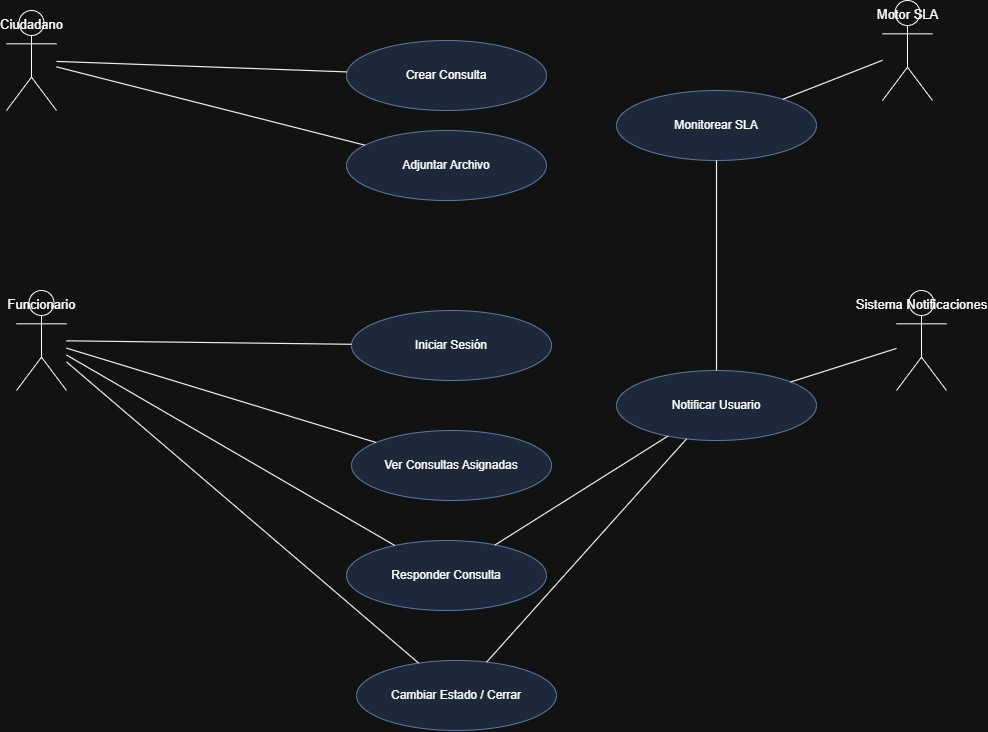 Ciudadano
Motor SLA
Crear Consulta
Monitorear SLA
Adjuntar Archivo
Funcionario
Sistema Notificaciones
Iniciar Sesión
Notificar Usuario
Ver Consultas Asignadas
Responder Consulta
Cambiar Estado / Cerrar